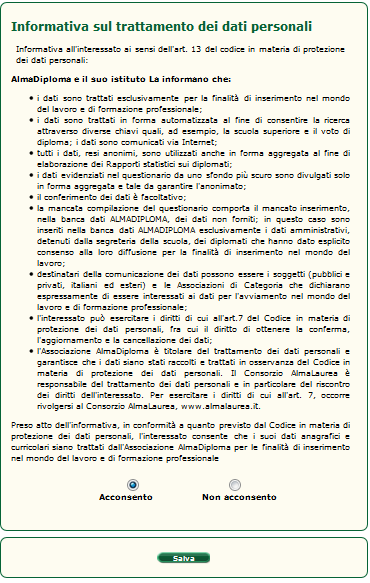 Informativa sul trattamento dei dati personali
Informativa all'interessato ai sensi dell'art. 13 del codice in materia di protezione
dei dati personali:
AlmaDiploma e il suo istituto La informano che:
• i dati sono trattati esclusivamente per la finalità di inserimento nel mondo
del lavoro e di formazione professionale;
• i dati sono trattati in forma automatizzata al fine di consentire la ricerca
attraverso diverse chiavi quali, ad esempio, la scuola superiore e il voto di
diploma; i dati sono comunicati via Internet;
• tutti i dati, resi anonimi, sono utilizzati anche in forma aggregata al fine di
elaborazione dei Rapporti statistici sui diplomati;
• i dati evidenziati nel questionario da uno sfondo più scuro sono divulgati solo
in forma aggregata e tale da garantire l'anonimato;
• il conferimento dei dati è facoltativo;
• la mancata compilazione del questionario comporta il mancato inserimento,
nella banca dati ALMADIPLOMA, dei dati non forniti; in questo caso sono
inseriti nella banca dati ALMADIPLOMA esclusivamente i dati amministrativi,
detenuti dalla segreteria della scuola, dei diplomati che hanno dato esplicito
consenso alla loro diffusione per la finalità di inserimento nel mondo del
lavoro;
• destinatari della comunicazione dei dati possono essere i soggetti (pubblici e
privati, italiani ed esteri) e le Associazioni di Categoria che dichiarano
espressamente di essere interessati ai dati per l'avviamento nel mondo del
lavoro e di formazione professionale;
• l'interessato può esercitare i diritti di cui all'art.7 del Codice in materia di
protezione dei dati personali, fra cui il diritto di ottenere la conferma,
l'aggiornamento e la cancellazione dei dati;
• l'Associazione AlmaDiploma è titolare del trattamento dei dati personali e
garantisce che i dati siano stati raccolti e trattati in osservanza del Codice in
materia di protezione dei dati personali. Il Consorzio AlmaLaurea è
responsabile del trattamento dei dati personali e in particolare del riscontro
dei diritti dell'interessato. Per esercitare i diritti di cui all'art. 7, occorre
rivolgersi al Consorzio AlmaLaurea, www.almalaurea.it.
Preso atto dell'informativa, in conformità a quanto previsto dal Codice in materia di
protezione dei dati personali, l'interessato consente che i suoi dati anagrafici e
curricolari siano trattati dall'Associazione AlmaDiploma per le finalità di inserimento
nel mondo del lavoro e di formazione professionale
Acconsento Non acconsento
Salva